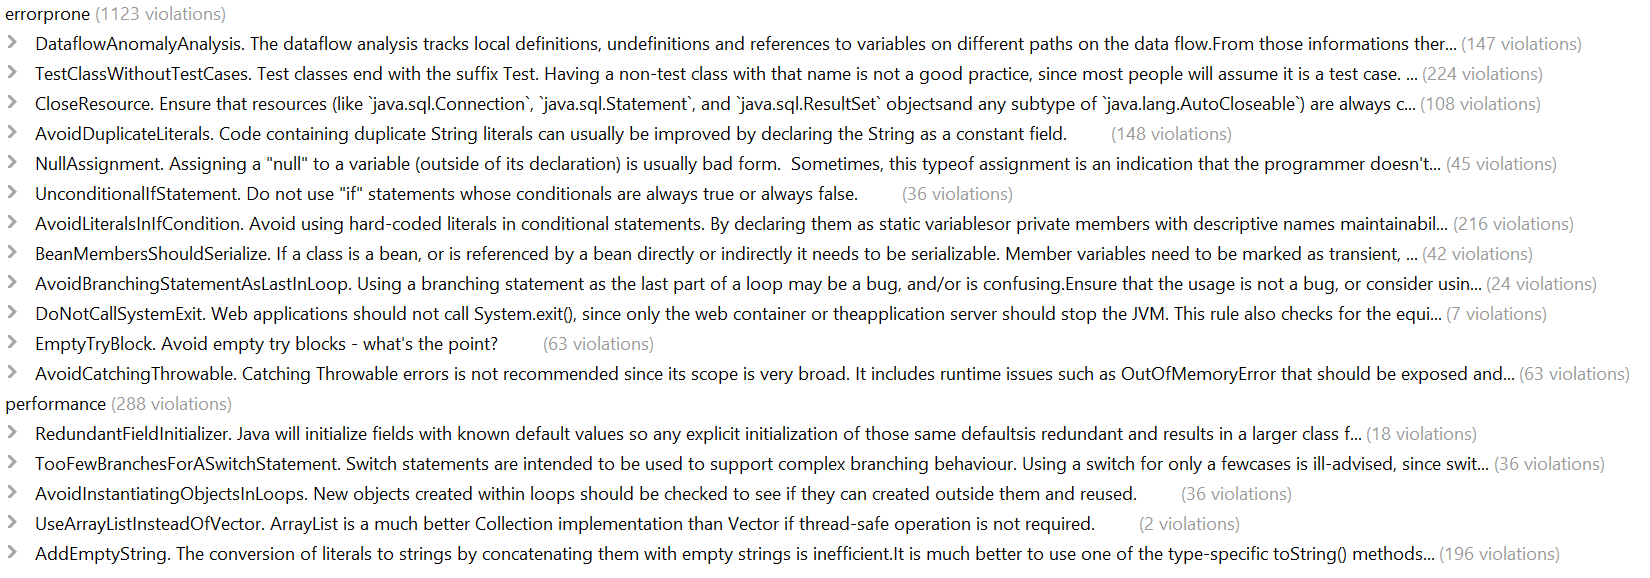 errorprone (1123 violations)
DataflowAnomalyAnalysis. The dataflow analysis tracks local definitions, undefinitions and references to variables on different paths on the data flow.From those informations ther... (147 violations)
TestClassWithoutTestCases. Test classes end with the suffix Test. Having a non-test class with that name is not a good practice, since most people will assume it is a test case. ... (224 violations)
CloseResource. Ensure that resources (like `java.sql.Connection`, `java.sql.Statement`, and `java.sql.ResultSet` objectsand any subtype of `java.lang.AutoCloseable`) are always c... (108 violations)
AvoidDuplicateLiterals. Code containing duplicate String literals can usually be improved by declaring the String as a constant field. (148 violations)
NullAssignment. Assigning a "null" to a variable (outside of its declaration) is usually bad form.  Sometimes, this typeof assignment is an indication that the programmer doesn't... (45 violations)
UnconditionalIfStatement. Do not use "if" statements whose conditionals are always true or always false. (36 violations)
AvoidLiteralsInIfCondition. Avoid using hard-coded literals in conditional statements. By declaring them as static variablesor private members with descriptive names maintainabil... (216 violations)
BeanMembersShouldSerialize. If a class is a bean, or is referenced by a bean directly or indirectly it needs to be serializable. Member variables need to be marked as transient, ... (42 violations)
AvoidBranchingStatementAsLastInLoop. Using a branching statement as the last part of a loop may be a bug, and/or is confusing.Ensure that the usage is not a bug, or consider usin... (24 violations)
DoNotCallSystemExit. Web applications should not call System.exit(), since only the web container or theapplication server should stop the JVM. This rule also checks for the equi... (7 violations)
EmptyTryBlock. Avoid empty try blocks - what's the point? (63 violations)
AvoidCatchingThrowable. Catching Throwable errors is not recommended since its scope is very broad. It includes runtime issues such as OutOfMemoryError that should be exposed and... (63 violations)
performance (288 violations)
RedundantFieldInitializer. Java will initialize fields with known default values so any explicit initialization of those same defaultsis redundant and results in a larger class f... (18 violations)
TooFewBranchesForASwitchStatement. Switch statements are intended to be used to support complex branching behaviour. Using a switch for only a fewcases is ill-advised, since swit... (36 violations)
AvoidInstantiatingObjectsInLoops. New objects created within loops should be checked to see if they can created outside them and reused. (36 violations)
UseArrayListInsteadOfVector. ArrayList is a much better Collection implementation than Vector if thread-safe operation is not required. (2 violations)
AddEmptyString. The conversion of literals to strings by concatenating them with empty strings is inefficient.It is much better to use one of the type-specific toString() methods... (196 violations)